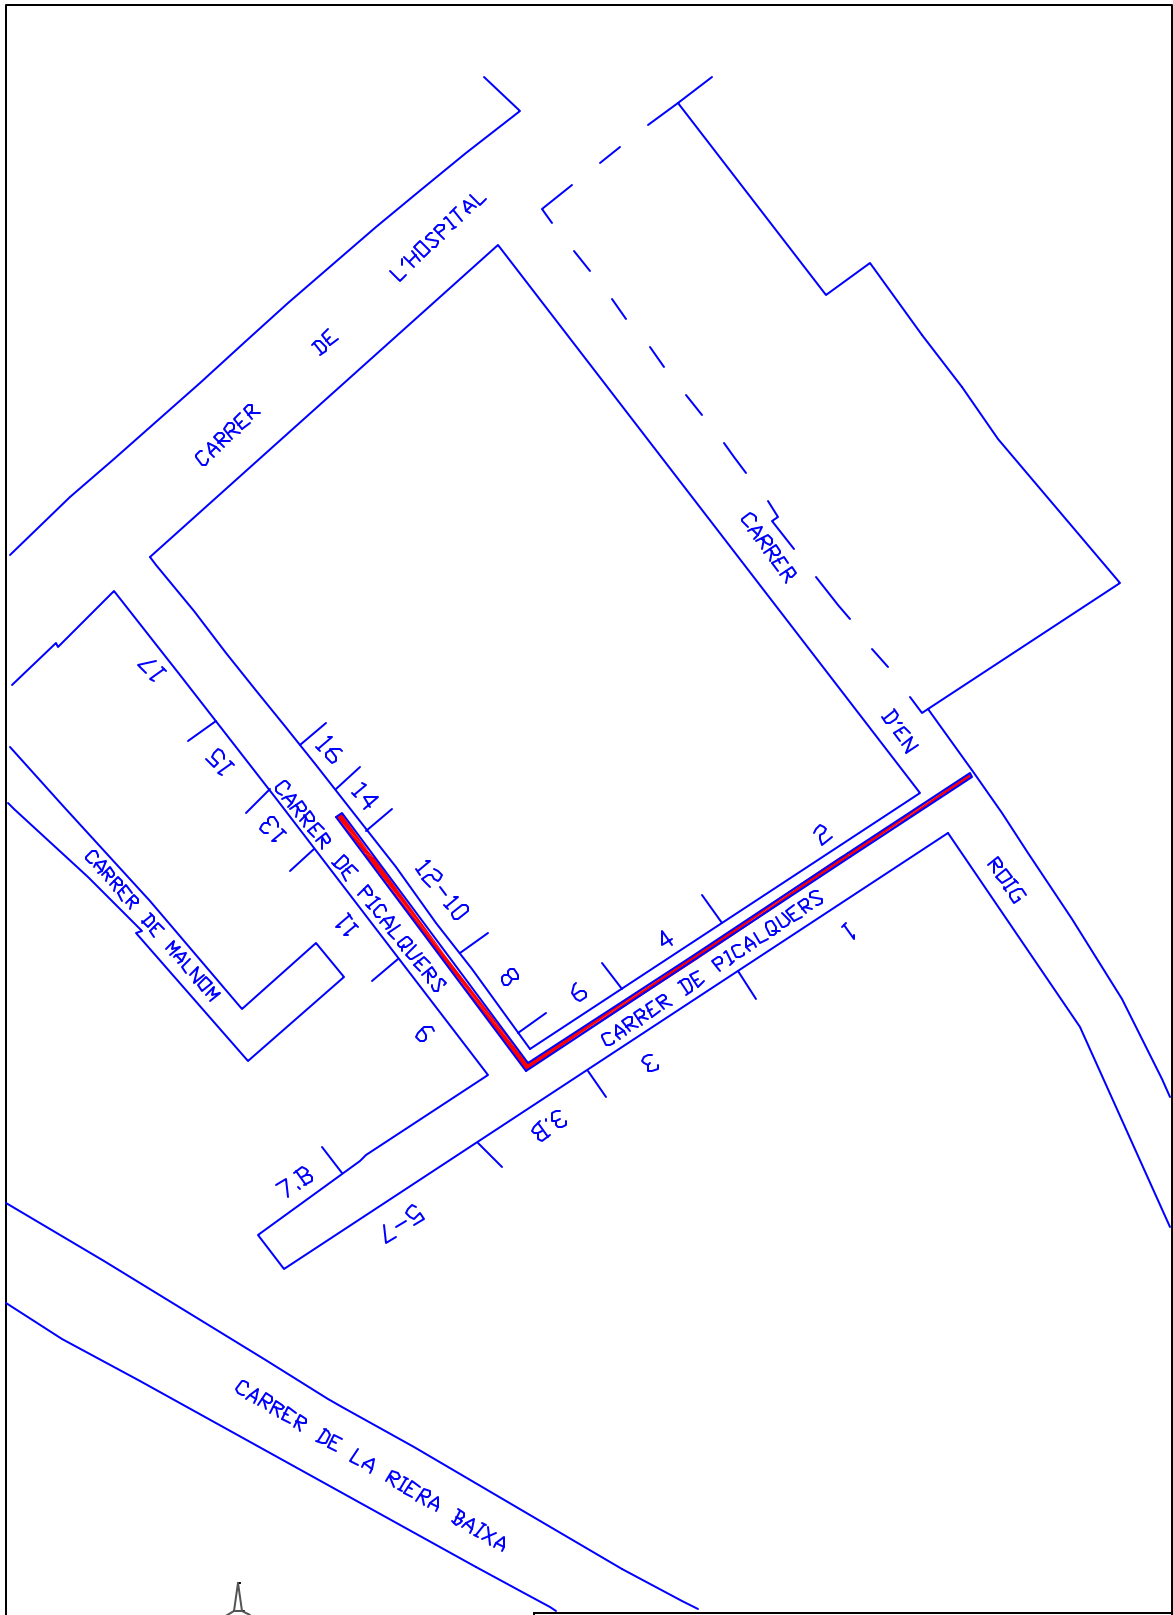 CARRER DE L'HOSPITAL
CARRER D'EN ROIG
17
15
13
11
9
16
14
12-10
8
6
4
2
CARRER DE PICALQUERS
CARRER DE PICALQUERS
1
3
3.B
5-7
7.B
CARRER DE MALNOM
CARRER DE LA RIERA BAIXA